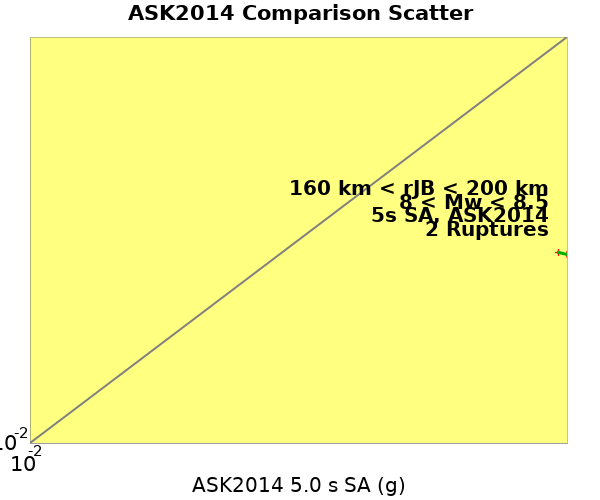 ASK2014 Comparison Scatter
160 km < rJB < 200 km
8 < Mw < 8.5
5s SA, ASK2014
2 Ruptures
10-2
10-2
ASK2014 5.0 s SA (g)